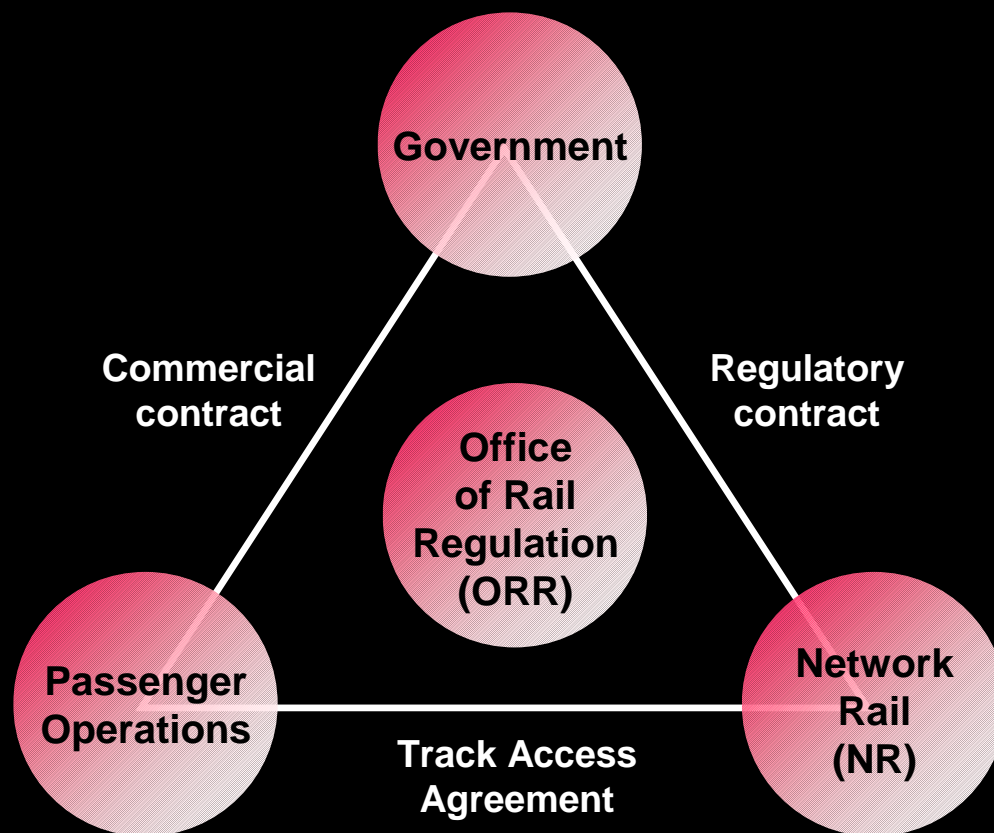 Government
Commercial
contract
Regulatory
contract
Office
of Rail
Regulation
(ORR)
Passenger
Operations
Network
Rail
(NR)
Track Access
Agreement